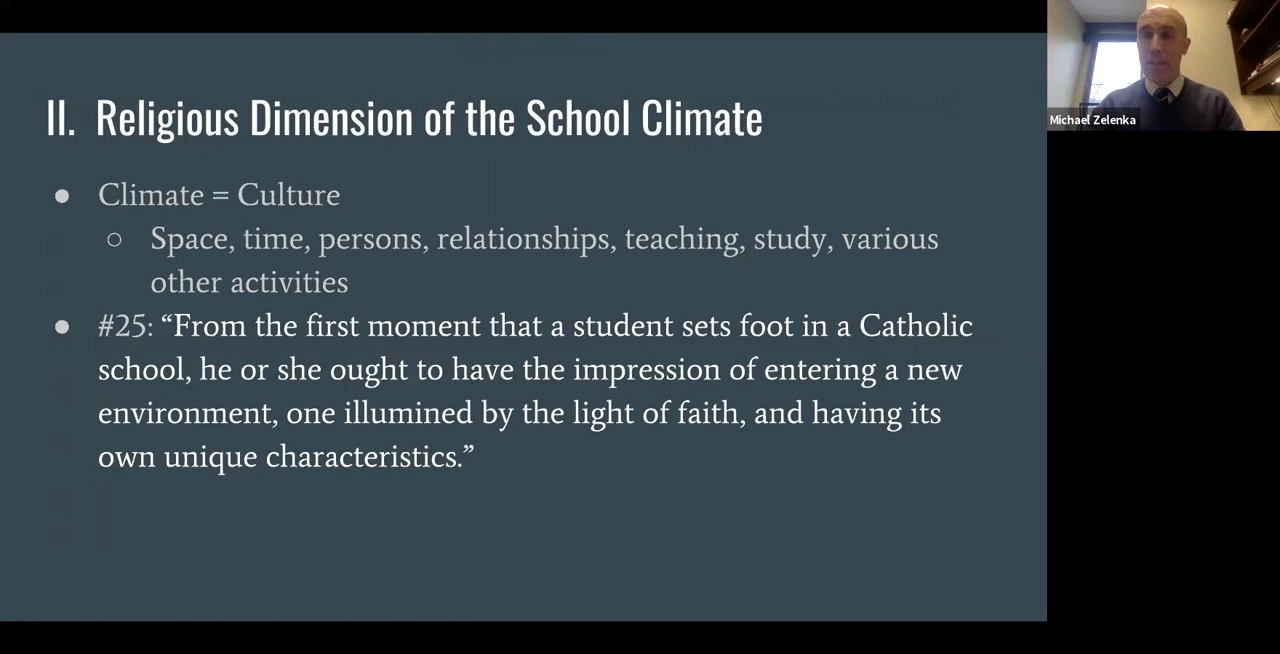 II. Religious Dimension of the School Climate
● Climate = Culture
○ Space, time, persons, relationships, teaching, study, various
other activities
● #25: “From the first moment that a student sets foot in a Catholic
school, he or she ought to have the impression of entering a new
environment, one illumined by the light of faith, and having its
own unique characteristics.”
Michael Zelenka